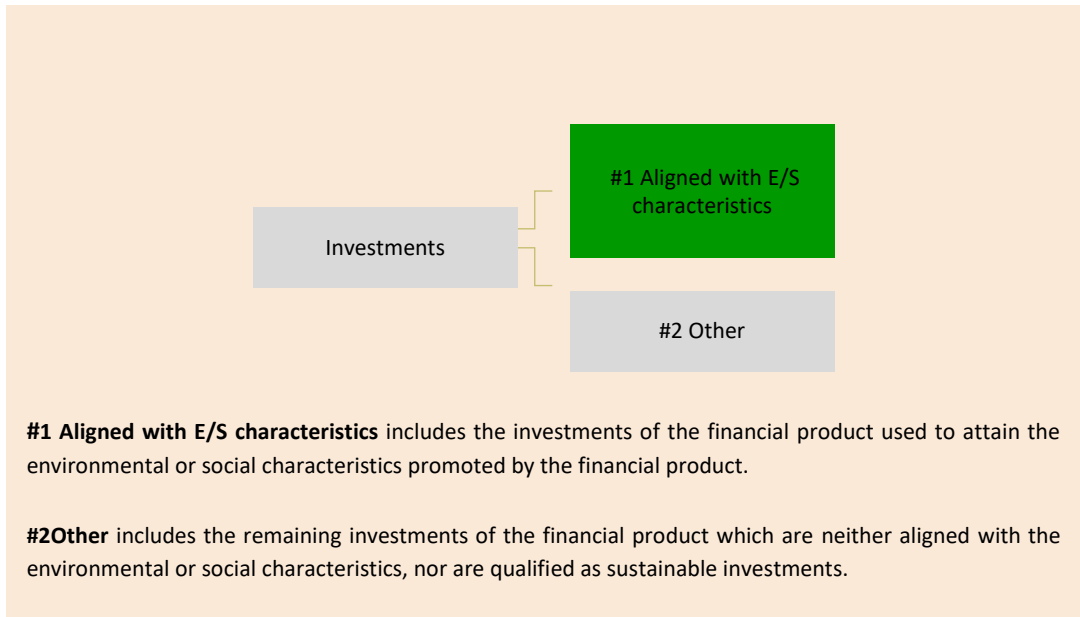 #1 Aligned with E/S
characteristics
Investments
#2 Other
#1 Aligned with E/S characteristics includes the investments of the financial product used to attain the
environmental or social characteristics promoted by the financial product.
#2Other includes the remaining investments of the financial product which are neither aligned with the
environmental or social characteristics, nor are qualified as sustainable investments.